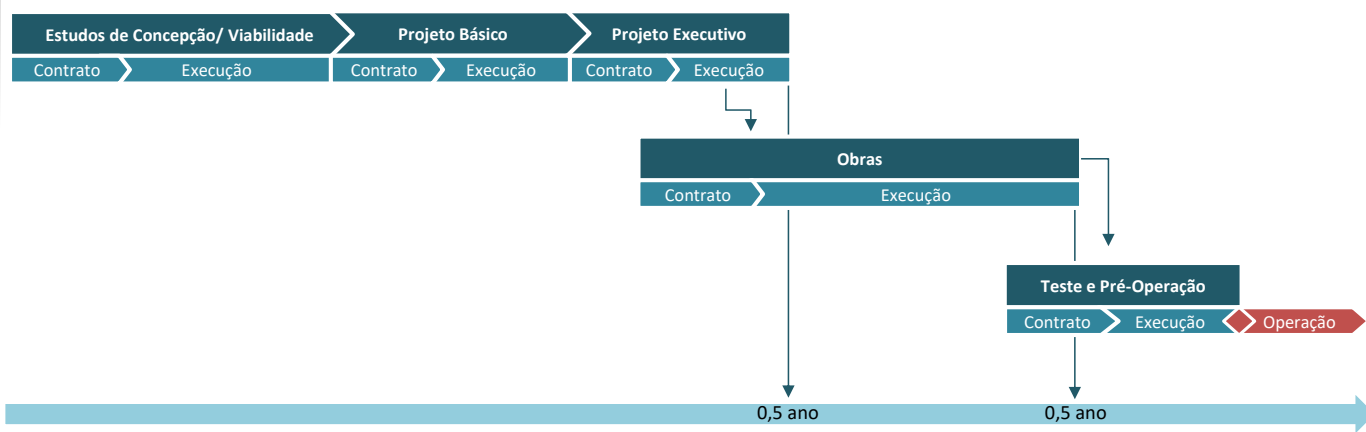 Estudos de Concepção/ Viabilidade
Projeto Básico
Projeto Executivo
Contrato
Execução
Contrato
Execução
Contrato
Execução
Obras
Contrato
Execução
Teste e Pré-Operação
Contrato
Execução
Operação
0,5 ano
0,5 ano